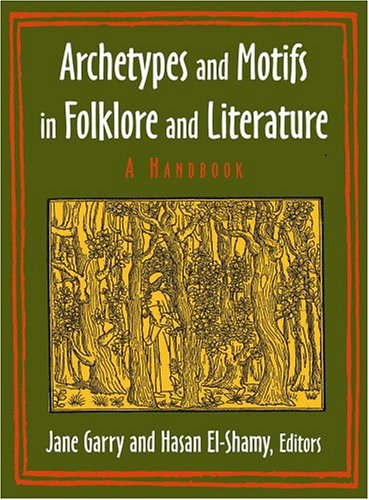 Archetypes and Motifs
in Folklore and Literature
A HANDBOOK
Jane Garry and Hasan El-Shamy, Editors